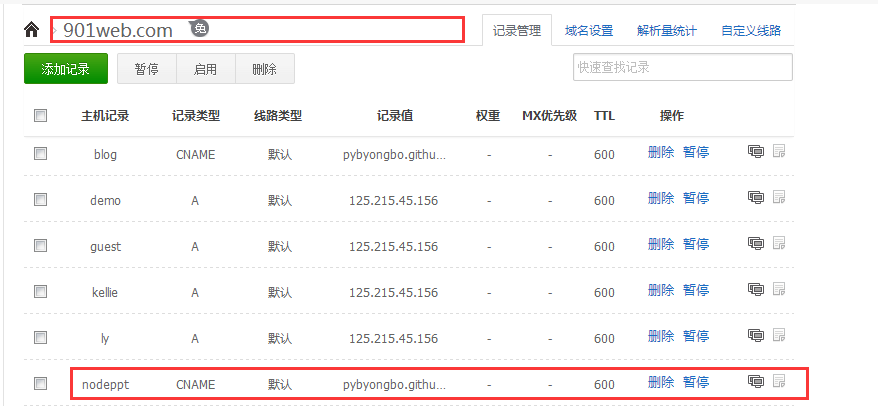 901web.com 免 记录管理 域名设置 解析量统计 自定义线路
添加记录 暂停 启用 删除 快速查找记录
主机记录 记录类型 线路类型 记录值 权重 MX优先级 TTL 操作
blog CNAME 默认 pybyongbo.githu... - - 600 删除 暂停
demo A 默认 125.215.45.156 - - 600 删除 暂停
guest A 默认 125.215.45.156 - - 600 删除 暂停
kellie A 默认 125.215.45.156 - - 600 删除 暂停
ly A 默认 125.215.45.156 - - 600 删除 暂停
nodeppt CNAME 默认 pybyongbo.githu... - - 600 删除 暂停